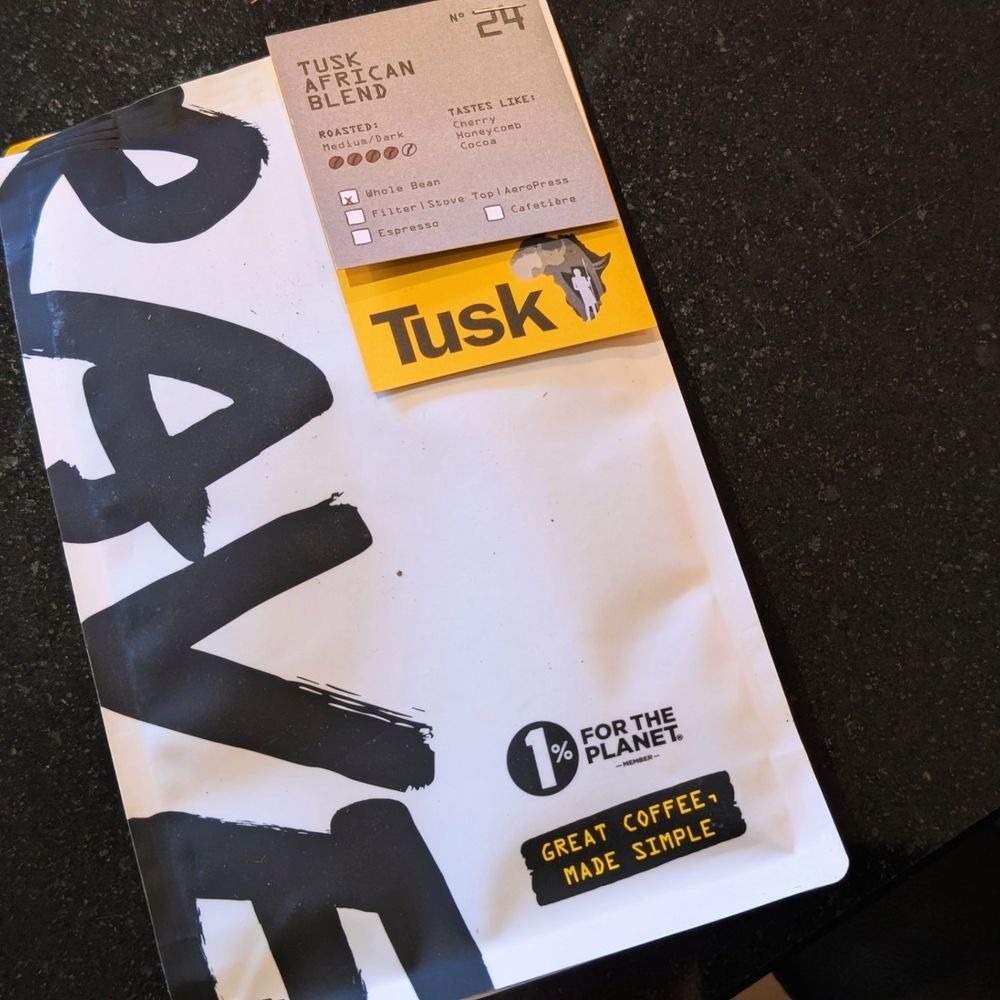 Nº 24
TUSK
AFRICAN
BLEND
ROASTED:
Medium/Dark
TASTES LIKE:
Cherry
Honeycomb
Cocoa
x Whole Bean
Filter|Stove Top|AeroPress
Espresso
Cafetière
Tusk
RAVE
1% FOR THE
PLANET®
—MEMBER—
GREAT COFFEE,
MADE SIMPLE